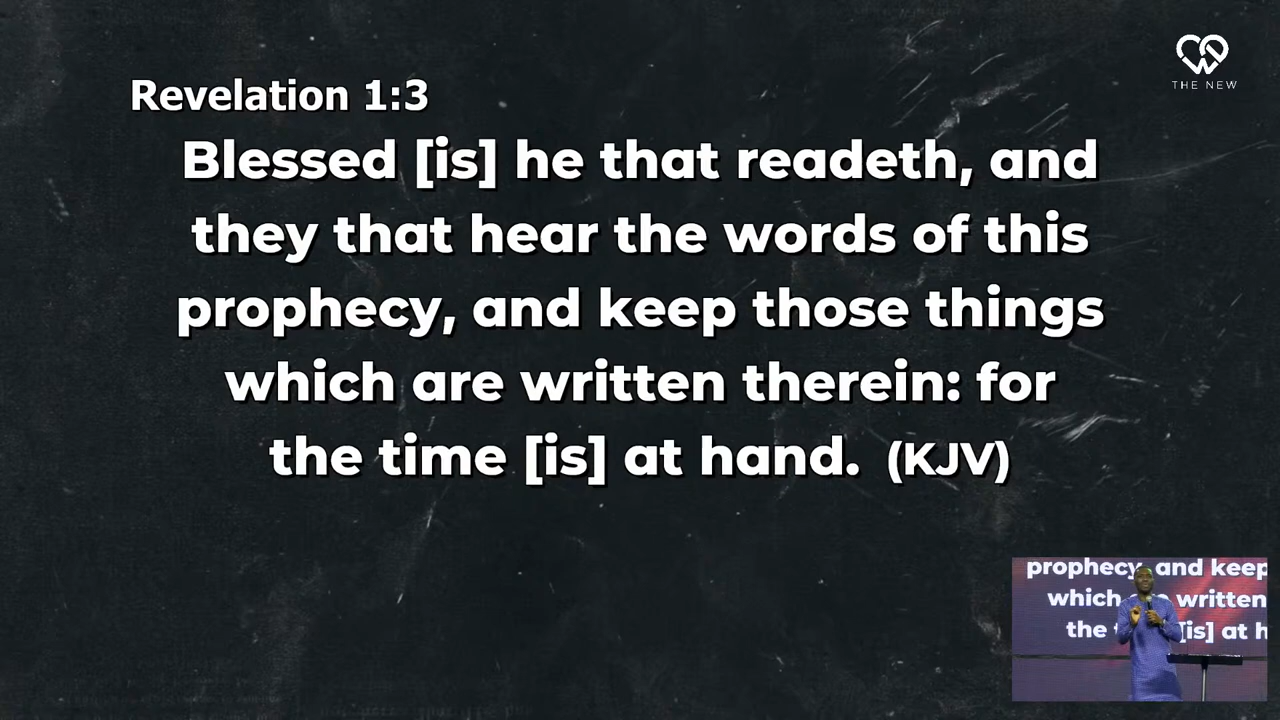 THE NEW
Revelation 1:3
Blessed [is] he that readeth, and
they that hear the words of this
prophecy, and keep those things
which are written therein: for
the time [is] at hand. (KJV)
prophecy, and keep
which written
the [is] at